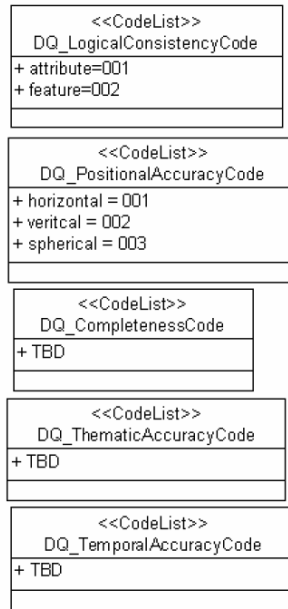 <<CodeList>>
DQ_LogicalConsistencyCode
+ attribute=001
+ feature=002
<<CodeList>>
DQ_PositionalAccuracyCode
+ horizontal = 001
+ veritcal = 002
+ spherical = 003
<<CodeList>>
DQ_CompletenessCode
+ TBD
<<CodeList>>
DQ_ThematicAccuracyCode
+ TBD
<<CodeList>>
DQ_TemporalAccuracyCode
+ TBD